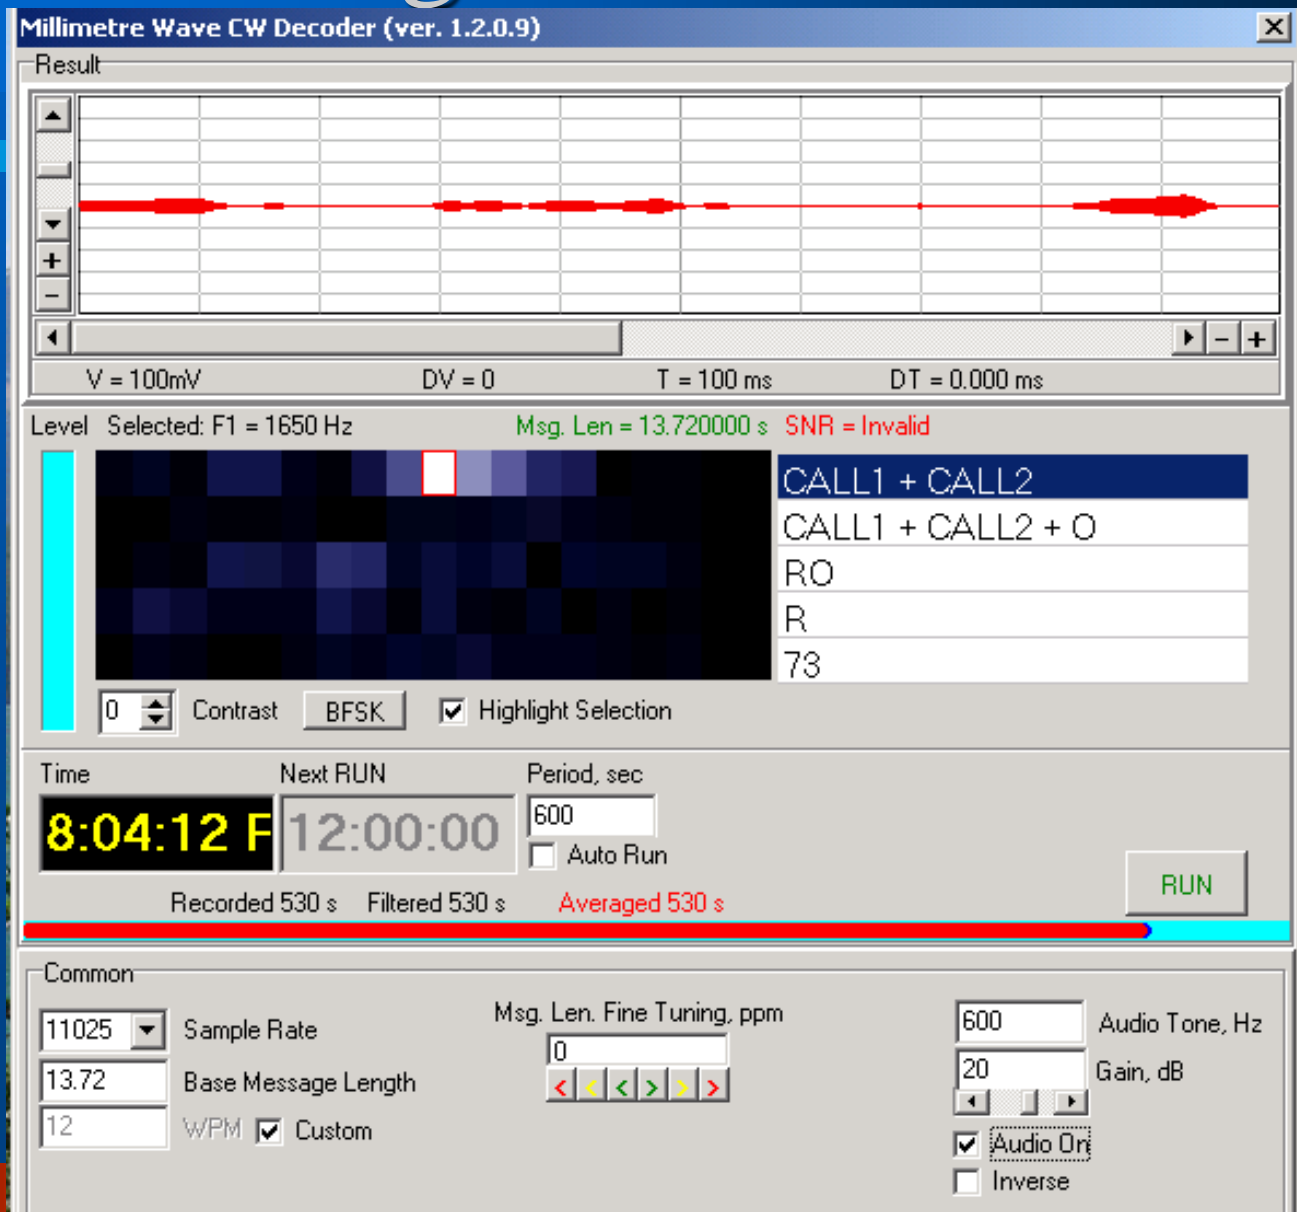 Millimetre Wave CW Decoder (ver. 1.2.0.9)
Result
V = 100mV DV = 0 T = 100 ms DT = 0.000 ms
Level Selected: F1 = 1650 Hz Msg. Len = 13.720000 s SNR = Invalid
CALL1 + CALL2
CALL1 + CALL2 + O
RO
R
73
0 Contrast BFSK Highlight Selection
Time Next RUN Period, sec
8:04:12 F 12:00:00 600
Auto Run
RUN
Recorded 530 s Filtered 530 s Averaged 530 s
Common
11025 Sample Rate Msg. Len. Fine Tuning, ppm 600 Audio Tone, Hz
0
13.72 Base Message Length < < < > > > 20 Gain, dB
12 WPM Custom
Audio On
Inverse